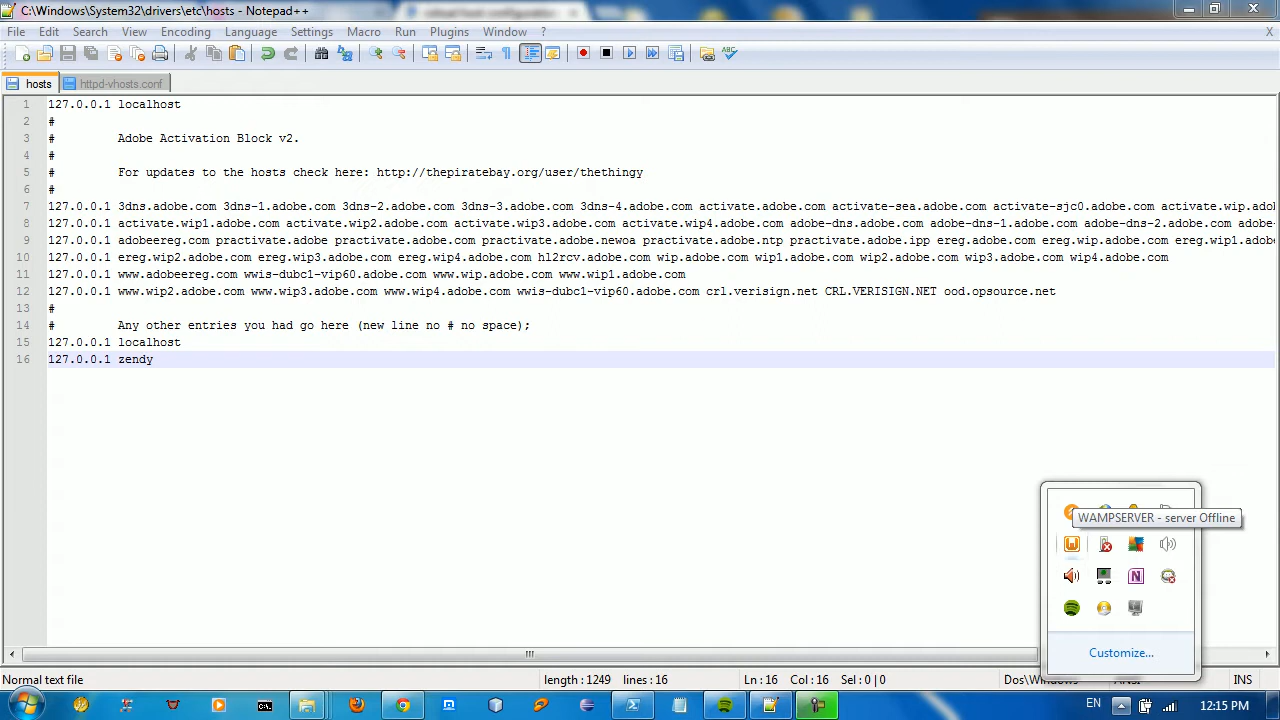 C:\Windows\System32\drivers\etc\hosts - Notepad++
File Edit Search View Encoding Language Settings Macro Run Plugins Window ? X
hosts httpd-vhosts.conf
1 127.0.0.1 localhost
2 #
3 # Adobe Activation Block v2.
4 #
5 # For updates to the hosts check here: http://thepiratebay.org/user/thethingy
6 #
7 127.0.0.1 3dns.adobe.com 3dns-1.adobe.com 3dns-2.adobe.com 3dns-3.adobe.com 3dns-4.adobe.com activate.adobe.com activate-sea.adobe.com activate-sjc0.adobe.com activate.wip.adob
8 127.0.0.1 activate.wip1.adobe.com activate.wip2.adobe.com activate.wip3.adobe.com activate.wip4.adobe.com adobe-dns.adobe.com adobe-dns-1.adobe.com adobe-dns-2.adobe.com adobe
9 127.0.0.1 adobeereg.com practivate.adobe practivate.adobe.com practivate.adobe.newoa practivate.adobe.ntp practivate.adobe.ipp ereg.adobe.com ereg.wip.adobe.com ereg.wip1.adobe
10 127.0.0.1 ereg.wip2.adobe.com ereg.wip3.adobe.com ereg.wip4.adobe.com hl2rcv.adobe.com wip.adobe.com wip1.adobe.com wip2.adobe.com wip3.adobe.com wip4.adobe.com
11 127.0.0.1 www.adobeereg.com wwis-dubc1-vip60.adobe.com www.wip.adobe.com www.wip1.adobe.com
12 127.0.0.1 www.wip2.adobe.com www.wip3.adobe.com www.wip4.adobe.com wwis-dubc1-vip60.adobe.com crl.verisign.net CRL.VERISIGN.NET ood.opsource.net
13 #
14 # Any other entries you had go here (new line no # no space);
15 127.0.0.1 localhost
16 127.0.0.1 zendy
WAMPSERVER - server Offline
Customize...
Normal text file length : 1249 lines : 16 Ln : 16 Col : 16 Sel : 0 | 0 Dos\Windows INS
EN 12:15 PM